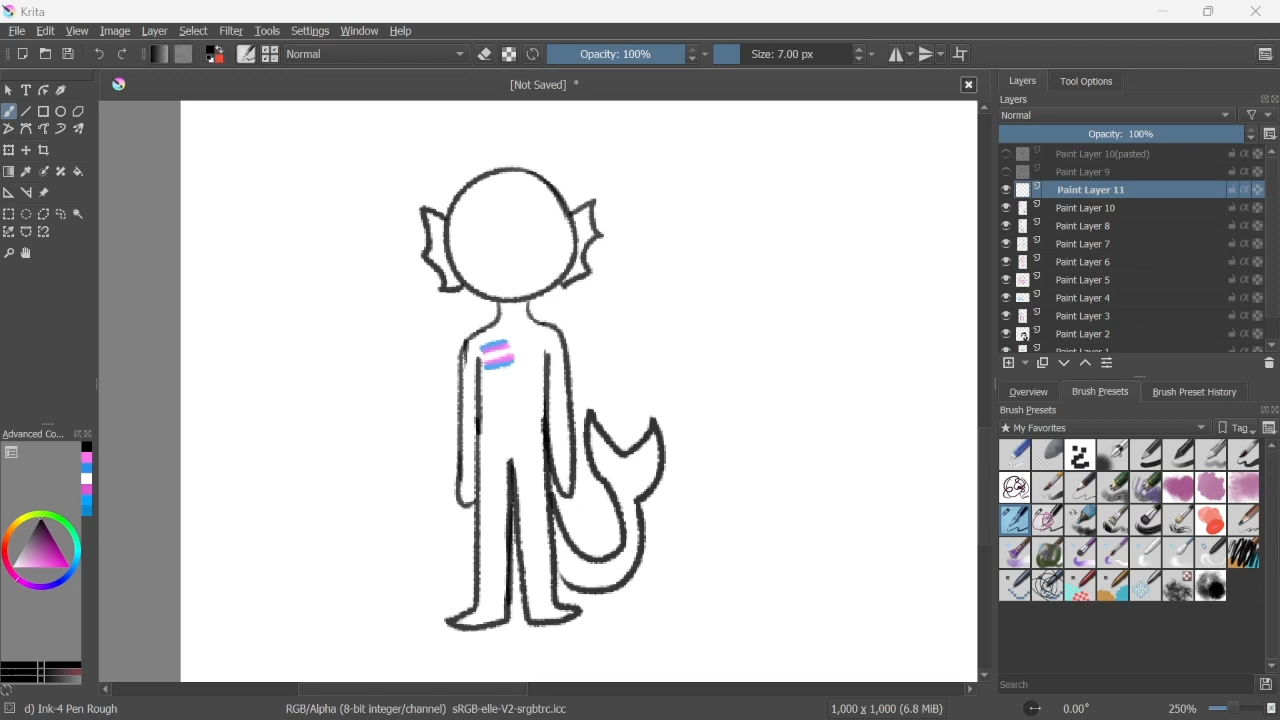 Krita
File Edit View Image Layer Select Filter Tools Settings Window Help
Normal Opacity: 100% Size: 7.00 px
[Not Saved] *
Layers Tool Options
Layers
Normal
Opacity: 100%
Paint Layer 10(pasted)
Paint Layer 9
Paint Layer 11
Paint Layer 10
Paint Layer 8
Paint Layer 7
Paint Layer 6
Paint Layer 5
Paint Layer 4
Paint Layer 3
Paint Layer 2
Paint Layer 1
Overview Brush Presets Brush Preset History
Brush Presets
★ My Favorites Tag
Advanced Co...
Search
d) Ink-4 Pen Rough RGB/Alpha (8-bit integer/channel) sRGB-elle-V2-srgbtrc.icc 1,000 x 1,000 (6.8 MiB) 0.00° 250%